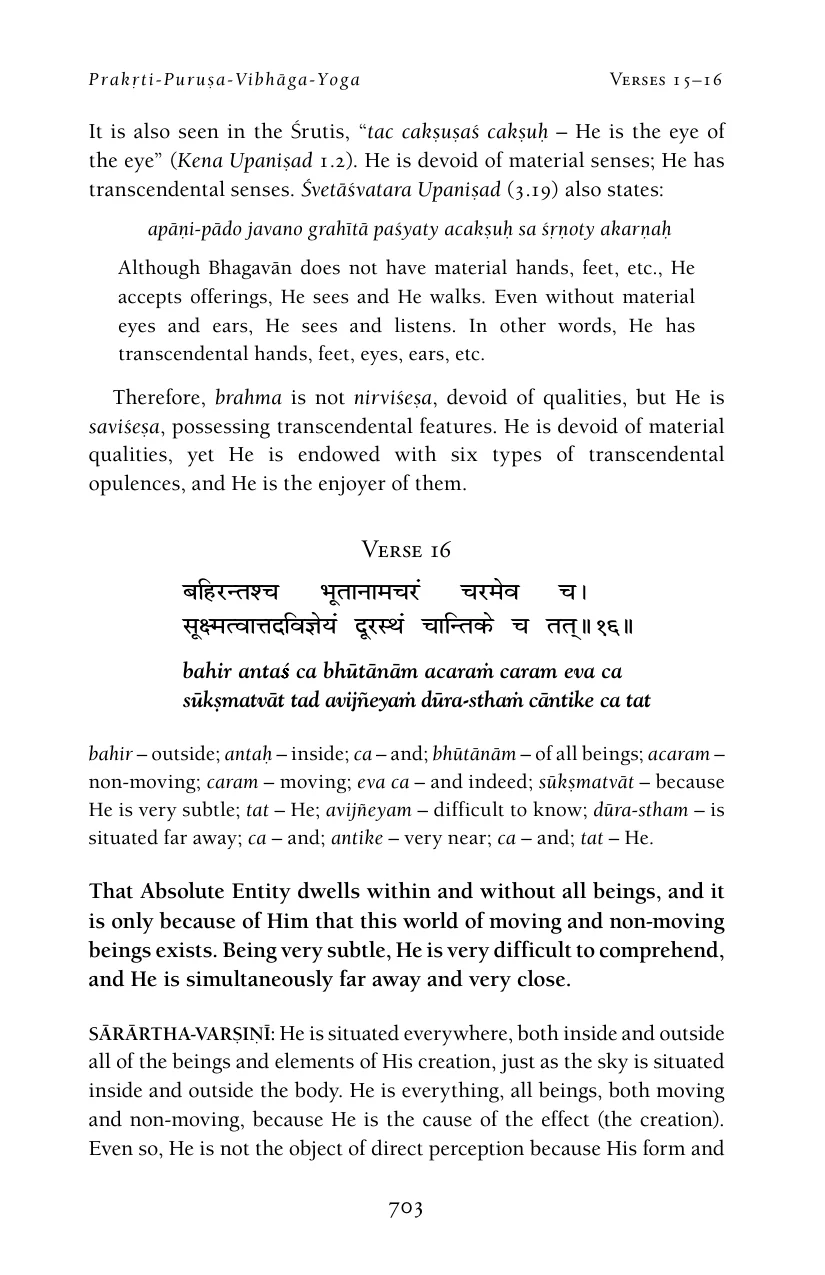 Prakṛti-Puruṣa-Vibhāga-Yoga Verses 15–16
It is also seen in the Śrutis, “tac cakṣuṣaś cakṣuḥ – He is the eye of
the eye” (Kena Upaniṣad 1.2). He is devoid of material senses; He has
transcendental senses. Śvetāśvatara Upaniṣad (3.19) also states:
apāṇi-pādo javano grahītā paśyaty acakṣuḥ sa śṛṇoty akarṇaḥ
Although Bhagavān does not have material hands, feet, etc., He
accepts offerings, He sees and He walks. Even without material
eyes and ears, He sees and listens. In other words, He has
transcendental hands, feet, eyes, ears, etc.
Therefore, brahma is not nirviśeṣa, devoid of qualities, but He is
saviśeṣa, possessing transcendental features. He is devoid of material
qualities, yet He is endowed with six types of transcendental
opulences, and He is the enjoyer of them.
Verse 16
बहिरन्तश्च भूतानामचरं चरमेव च।
सूक्ष्मत्वात्तदविज्ञेयं दूरस्थं चान्तिके च तत्॥१६॥
bahir antaś ca bhūtānām acaraṁ caram eva ca
sūkṣmatvāt tad avijñeyaṁ dūra-sthaṁ cāntike ca tat
bahir – outside; antaḥ – inside; ca – and; bhūtānām – of all beings; acaram –
non-moving; caram – moving; eva ca – and indeed; sūkṣmatvāt – because
He is very subtle; tat – He; avijñeyam – difficult to know; dūra-stham – is
situated far away; ca – and; antike – very near; ca – and; tat – He.
That Absolute Entity dwells within and without all beings, and it
is only because of Him that this world of moving and non-moving
beings exists. Being very subtle, He is very difficult to comprehend,
and He is simultaneously far away and very close.
SĀRĀRTHA-VARṢIṆĪ: He is situated everywhere, both inside and outside
all of the beings and elements of His creation, just as the sky is situated
inside and outside the body. He is everything, all beings, both moving
and non-moving, because He is the cause of the effect (the creation).
Even so, He is not the object of direct perception because His form and
703